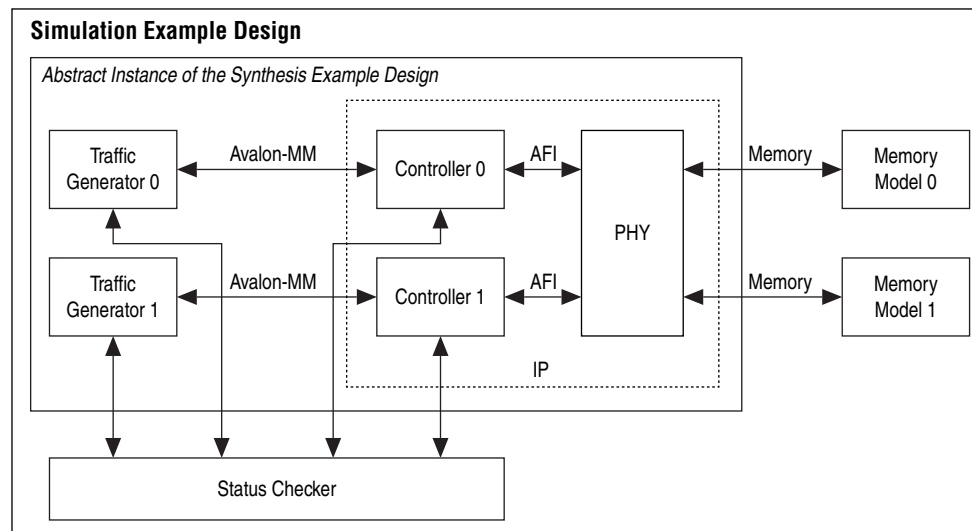 Simulation Example Design
Abstract Instance of the Synthesis Example Design
Traffic
Generator 0
Avalon-MM
Controller 0
AFI
PHY
Memory
Memory
Model 0
Traffic
Generator 1
Avalon-MM
Controller 1
AFI
Memory
Memory
Model 1
IP
Status Checker